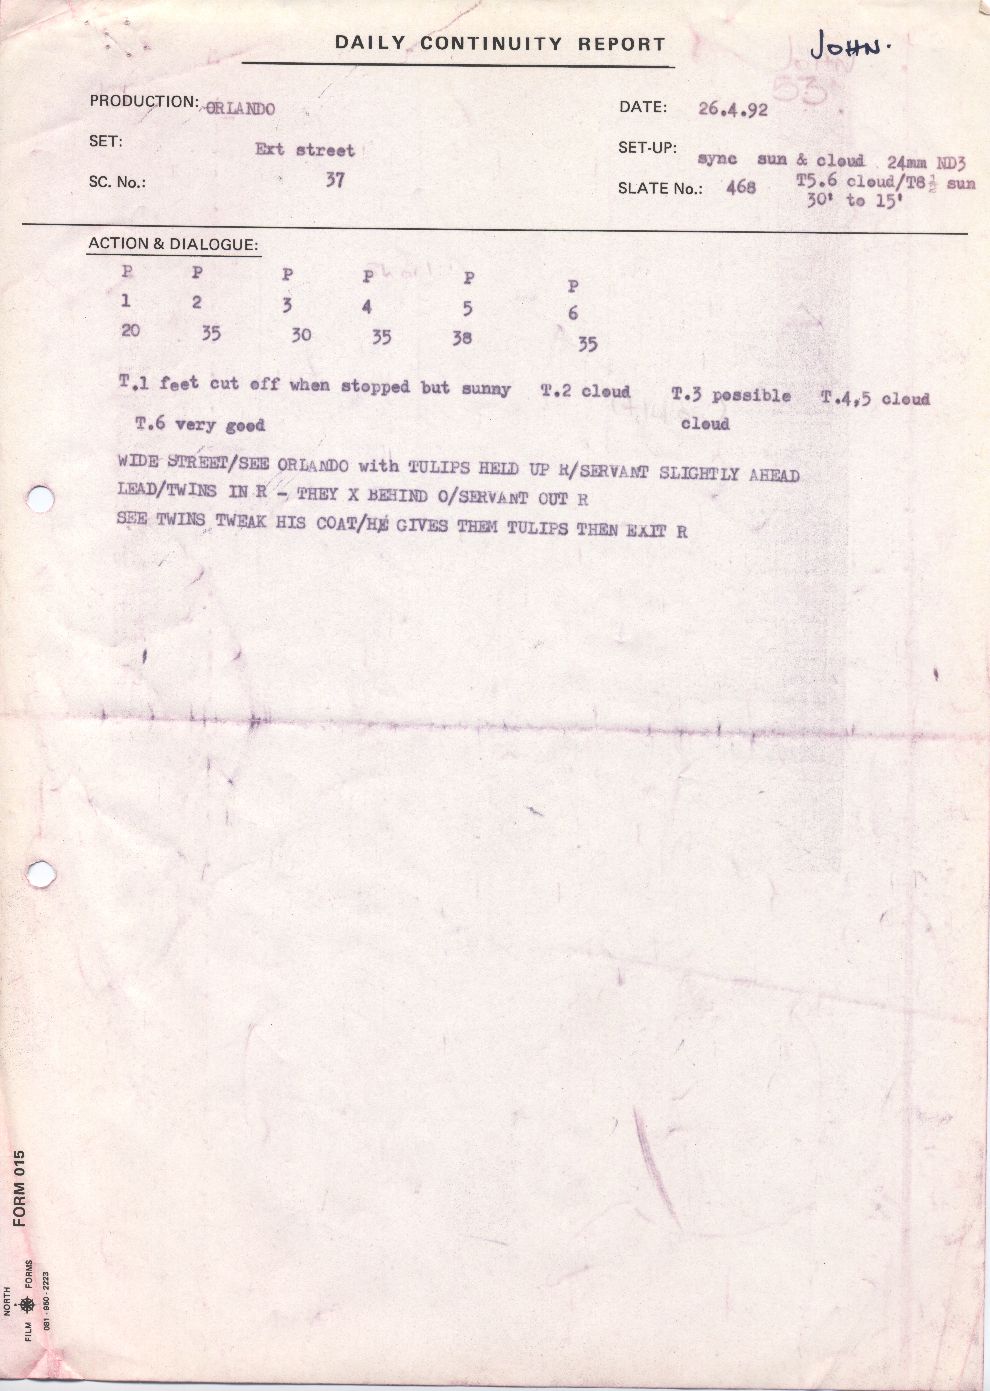 DAILY CONTINUITY REPORT
JOHN.
53
PRODUCTION: ORLANDO
DATE: 26.4.92
SET: Ext street
SET-UP: sync sun & cloud 24mm ND3
T5.6 cloud/T8½ sun
30' to 15'
SC. No.: 37
SLATE No.: 468
ACTION & DIALOGUE:
P P P P P P
1 2 3 4 5 6
20 35 30 35 38 35
T.1 feet cut off when stopped but sunny T.2 cloud T.3 possible cloud T.4,5 cloud
T.6 very good
WIDE STREET/SEE ORLANDO with TULIPS HELD UP R/SERVANT SLIGHTLY AHEAD
LEAD/TWINS IN R - THEY X BEHIND O/SERVANT OUT R
SEE TWINS TWEAK HIS COAT/HE GIVES THEM TULIPS THEN EXIT R
FORM 015
NORTH
FILM FORMS
081-950-2223